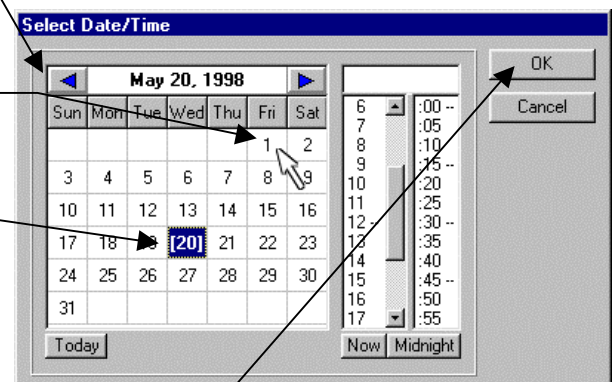 Select Date/Time
May 20, 1998
OK
Cancel
Sun Mon Tue Wed Thu Fri Sat
1 2
3 4 5 6 7 8 9
10 11 12 13 14 15 16
17 18 19 [20] 21 22 23
24 25 26 27 28 29 30
31
6 :00 --
7 :05
8 :10
9 :15 --
10 :20
11 :25
12 - :30 --
13 :35
14 :40
15 :45 --
16 :50
17 :55
Today
Now Midnight